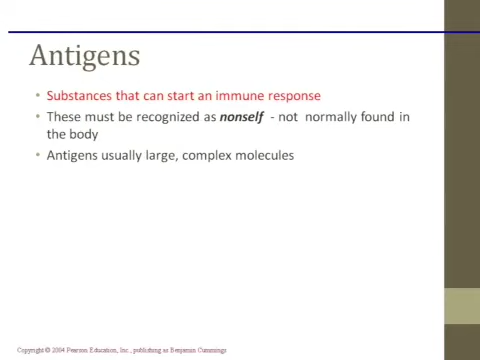 Antigens
• Substances that can start an immune response
• These must be recognized as nonself - not normally found in
the body
• Antigens usually large, complex molecules
Copyright © 2004 Pearson Education, Inc., publishing as Benjamin Cummings